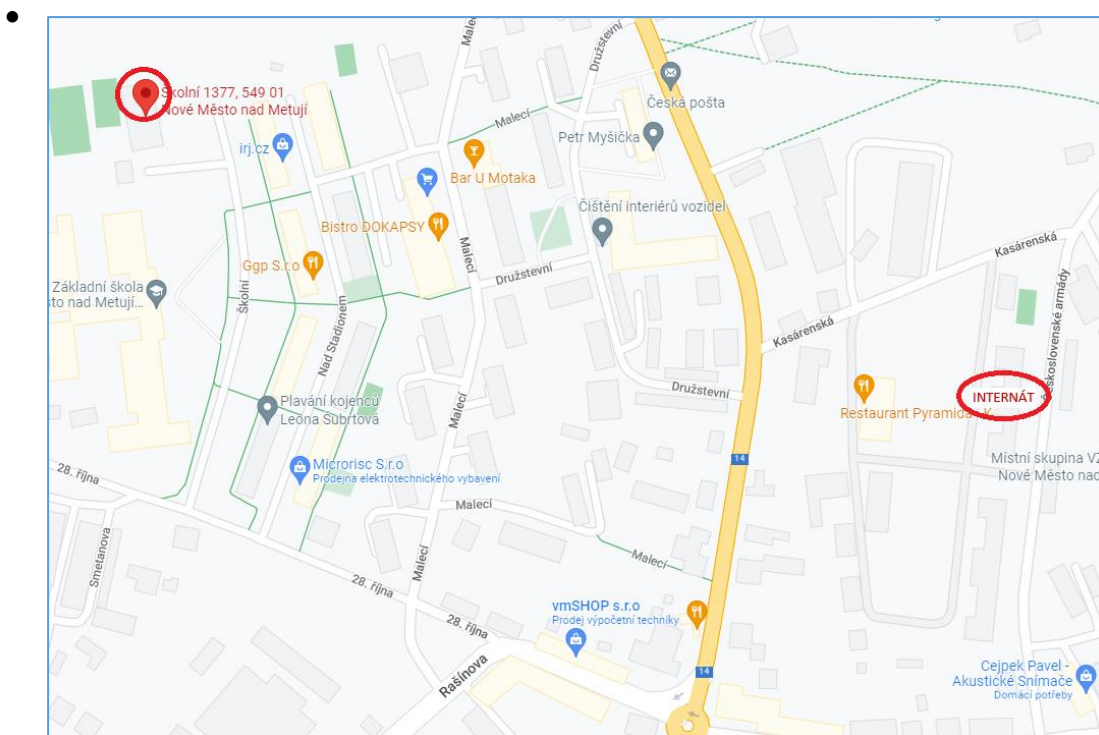 Malecí
Družstevní
Česká pošta
Školní 1377, 549 01
Nové Město nad Metují
irj.cz
Malecí
Petr Myšička
Bar U Motaka
Bistro DOKAPSY
Čištění interiérů vozidel
Malecí
Kasárenská
Ggp S.r.o
Družstevní
Základní škola
sto nad Metují...
Školní
Nad Stadionem
Kasárenská
Československé armády
Družstevní
Malecí
INTERNÁT
Restaurant Pyramida - K
Plavání kojenců
Leona Šubrtová
14
Microrisc S.r.o
Prodejna elektrotechnického vybavení
Místní skupina VZ
Nové Město nad
28. října
Malecí
Smetanova
Malecí
Malecí
28. října
28. října
vmSHOP s.r.o
Prodej výpočetní techniky
Rašínova
14
Cejpek Pavel -
Akustické Snímače
Domácí potřeby